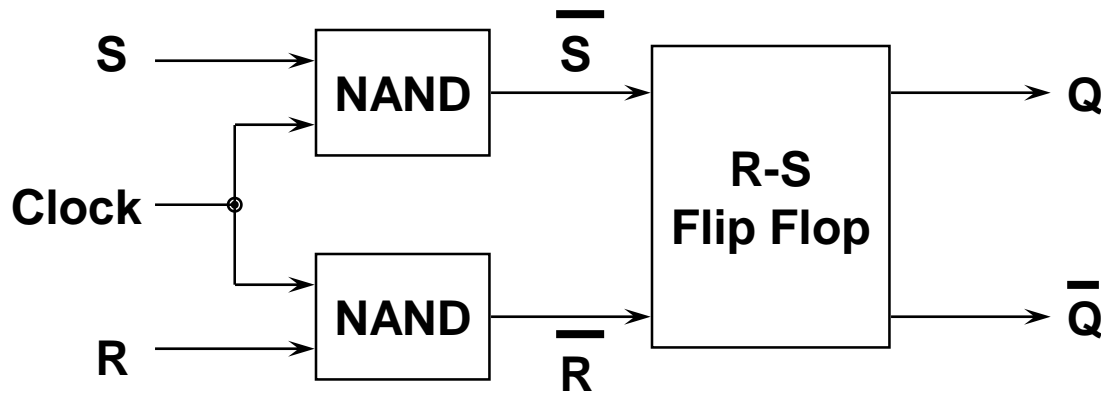 S
NAND
S̅
Q
R-S
Flip Flop
Clock
NAND
Q̅
R
R̅